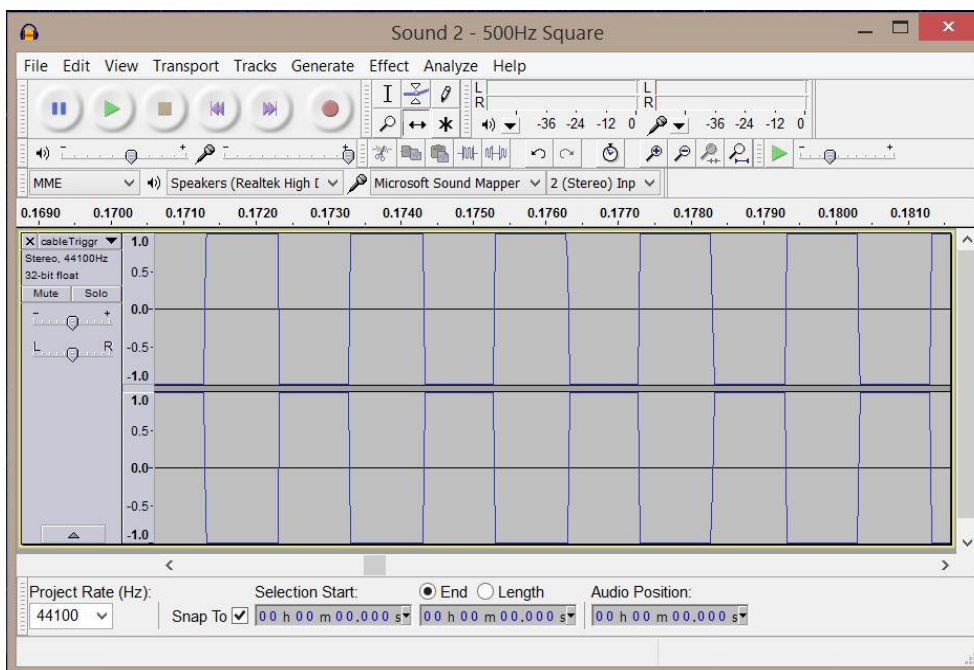 Sound 2 - 500Hz Square
File Edit View Transport Tracks Generate Effect Analyze Help
L
R
-36 -24 -12 0
L
R
-36 -24 -12 0
- +
- +
- +
MME
Speakers (Realtek High
Microsoft Sound Mapper
2 (Stereo) Inp
0.1690 0.1700 0.1710 0.1720 0.1730 0.1740 0.1750 0.1760 0.1770 0.1780 0.1790 0.1800 0.1810
X cableTriggr
Stereo, 44100Hz
32-bit float
Mute Solo
- +
L R
1.0
0.5-
0.0-
-0.5-
-1.0
1.0
0.5-
0.0-
-0.5-
-1.0
Project Rate (Hz): Selection Start: End Length Audio Position:
44100 Snap To 00 h 00 m 00.000 s 00 h 00 m 00.000 s 00 h 00 m 00.000 s